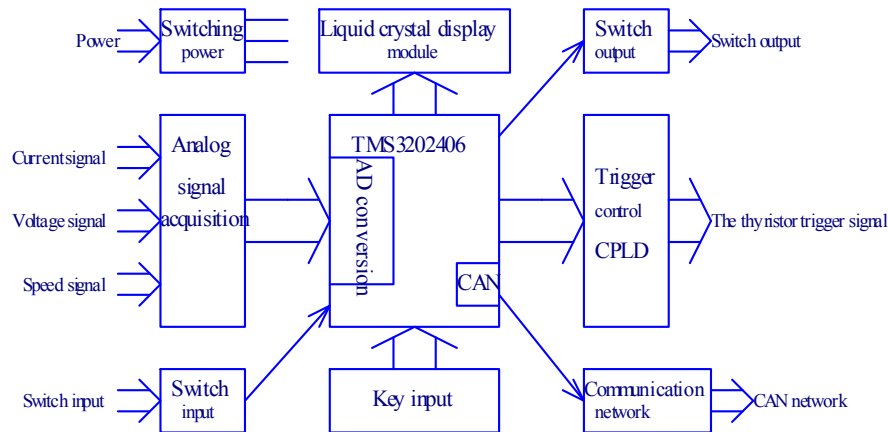 Power
Switching
power
Liquid crystal display
module
Switch
output
Switch output
Current signal
Voltage signal
Speed signal
Analog
signal
acquisition
TMS3202406
AD conversion
CAN
Trigger
control
CPLD
The thyristor trigger signal
Switch input
Switch
input
Key input
Communication
network
CAN network